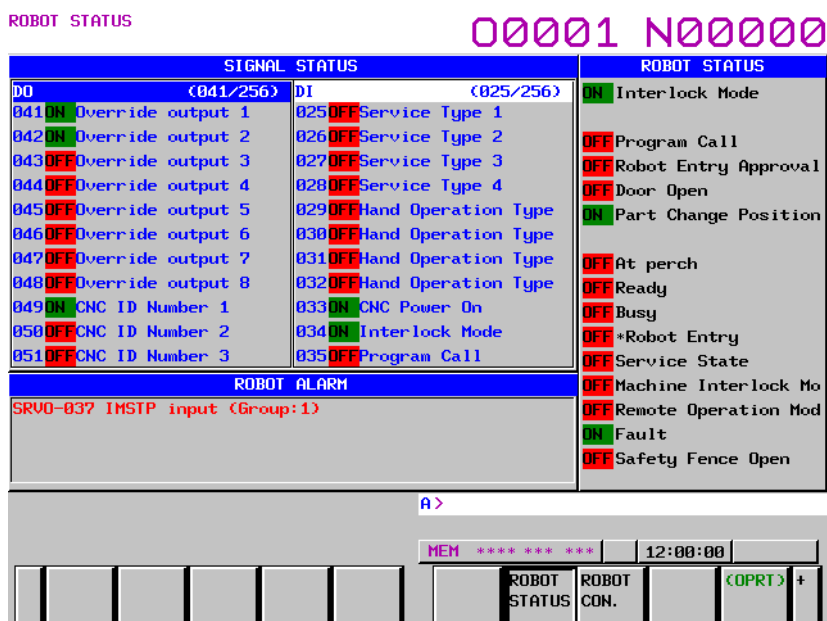 ROBOT STATUS
O0001 N00000
SIGNAL STATUS
DO (041/256)
041 ON Override output 1
042 ON Override output 2
043 OFF Override output 3
044 OFF Override output 4
045 OFF Override output 5
046 OFF Override output 6
047 OFF Override output 7
048 OFF Override output 8
049 ON CNC ID Number 1
050 OFF CNC ID Number 2
051 OFF CNC ID Number 3
DI (025/256)
025 OFF Service Type 1
026 OFF Service Type 2
027 OFF Service Type 3
028 OFF Service Type 4
029 OFF Hand Operation Type
030 OFF Hand Operation Type
031 OFF Hand Operation Type
032 OFF Hand Operation Type
033 ON CNC Power On
034 ON Interlock Mode
035 OFF Program Call
ROBOT STATUS
ON Interlock Mode
OFF Program Call
OFF Robot Entry Approval
OFF Door Open
ON Part Change Position
OFF At perch
OFF Ready
OFF Busy
OFF *Robot Entry
OFF Service State
OFF Machine Interlock Mo
OFF Remote Operation Mod
ON Fault
OFF Safety Fence Open
ROBOT ALARM
SRVO-037 IMSTP input (Group:1)
A>
MEM **** *** *** 12:00:00
ROBOT STATUS
ROBOT CON.
(OPRT)
+